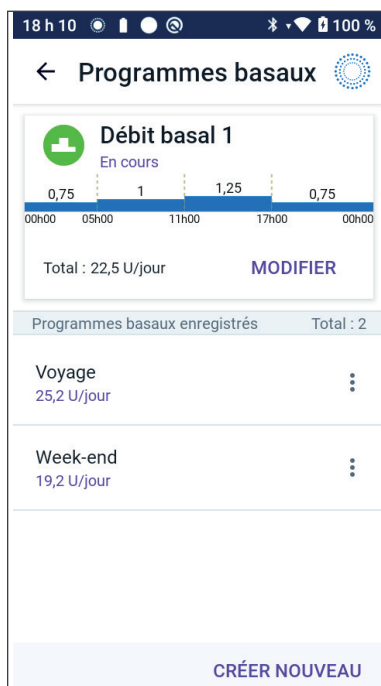 18 h 10 100 %
Programmes basaux
Débit basal 1
En cours
0,75 1 1,25 0,75
00h00 05h00 11h00 17h00 00h00
Total : 22,5 U/jour MODIFIER
Programmes basaux enregistrés Total : 2
Voyage
25,2 U/jour
Week-end
19,2 U/jour
CRÉER NOUVEAU